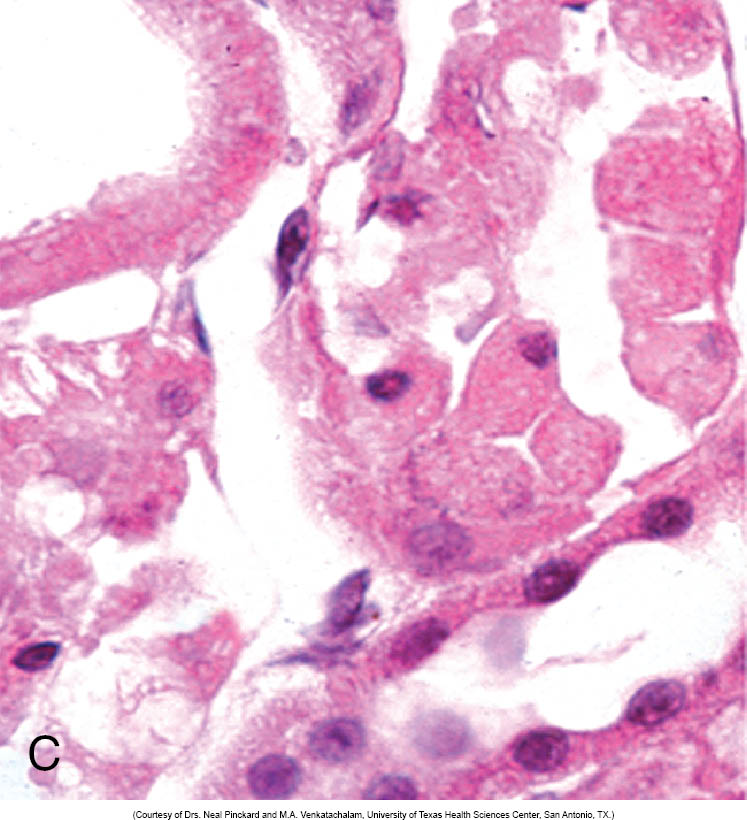 C
(Courtesy of Drs. Neal Pinckard and M.A. Venkatachalam, University of Texas Health Sciences Center, San Antonio, TX.)